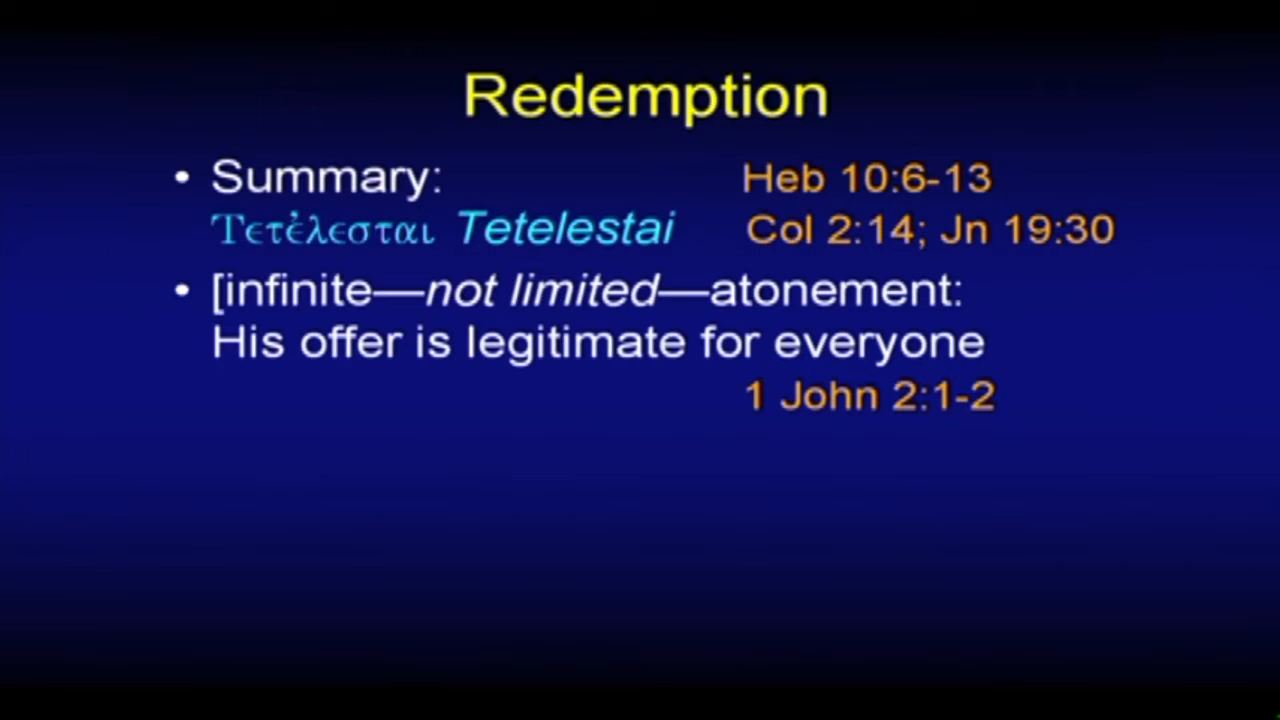 Redemption
• Summary: Heb 10:6-13
Τετἐλεσται Tetelestai Col 2:14; Jn 19:30
• [infinite—not limited—atonement:
His offer is legitimate for everyone
1 John 2:1-2